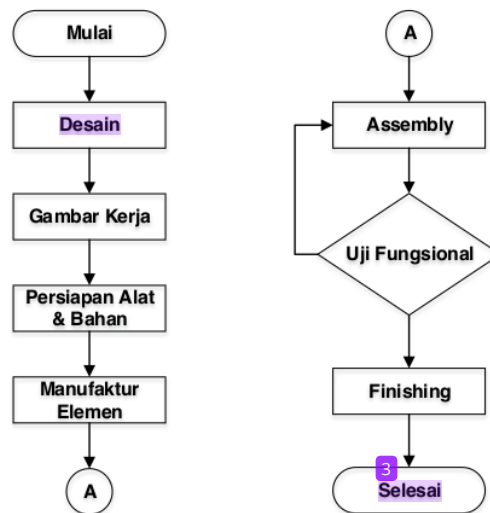 Mulai
Desain
Gambar Kerja
Persiapan Alat
& Bahan
Manufaktur
Elemen
A
A
Assembly
Uji Fungsional
Finishing
3
Selesai